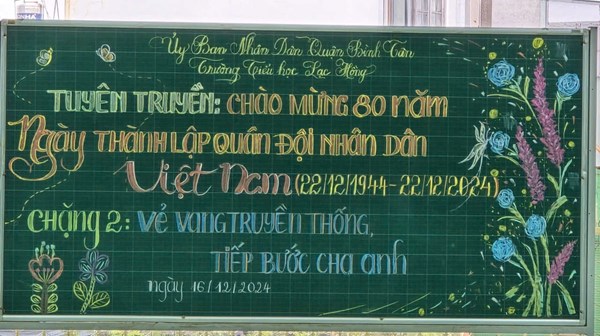 Ủy Ban Nhân Dân Quận Bình Tân
Trường Tiểu học Lạc Hồng
TUYÊN TRUYỀN: CHÀO MỪNG 80 NĂM
Ngày THÀNH LẬP QUÂN ĐỘI NHÂN DÂN
Việt Nam (22/12/1944-22/12/2024)
CHẶNG 2: VẺ VANG TRUYỀN THỐNG,
TIẾP BƯỚC CHA anh
ngày 16/12/2024